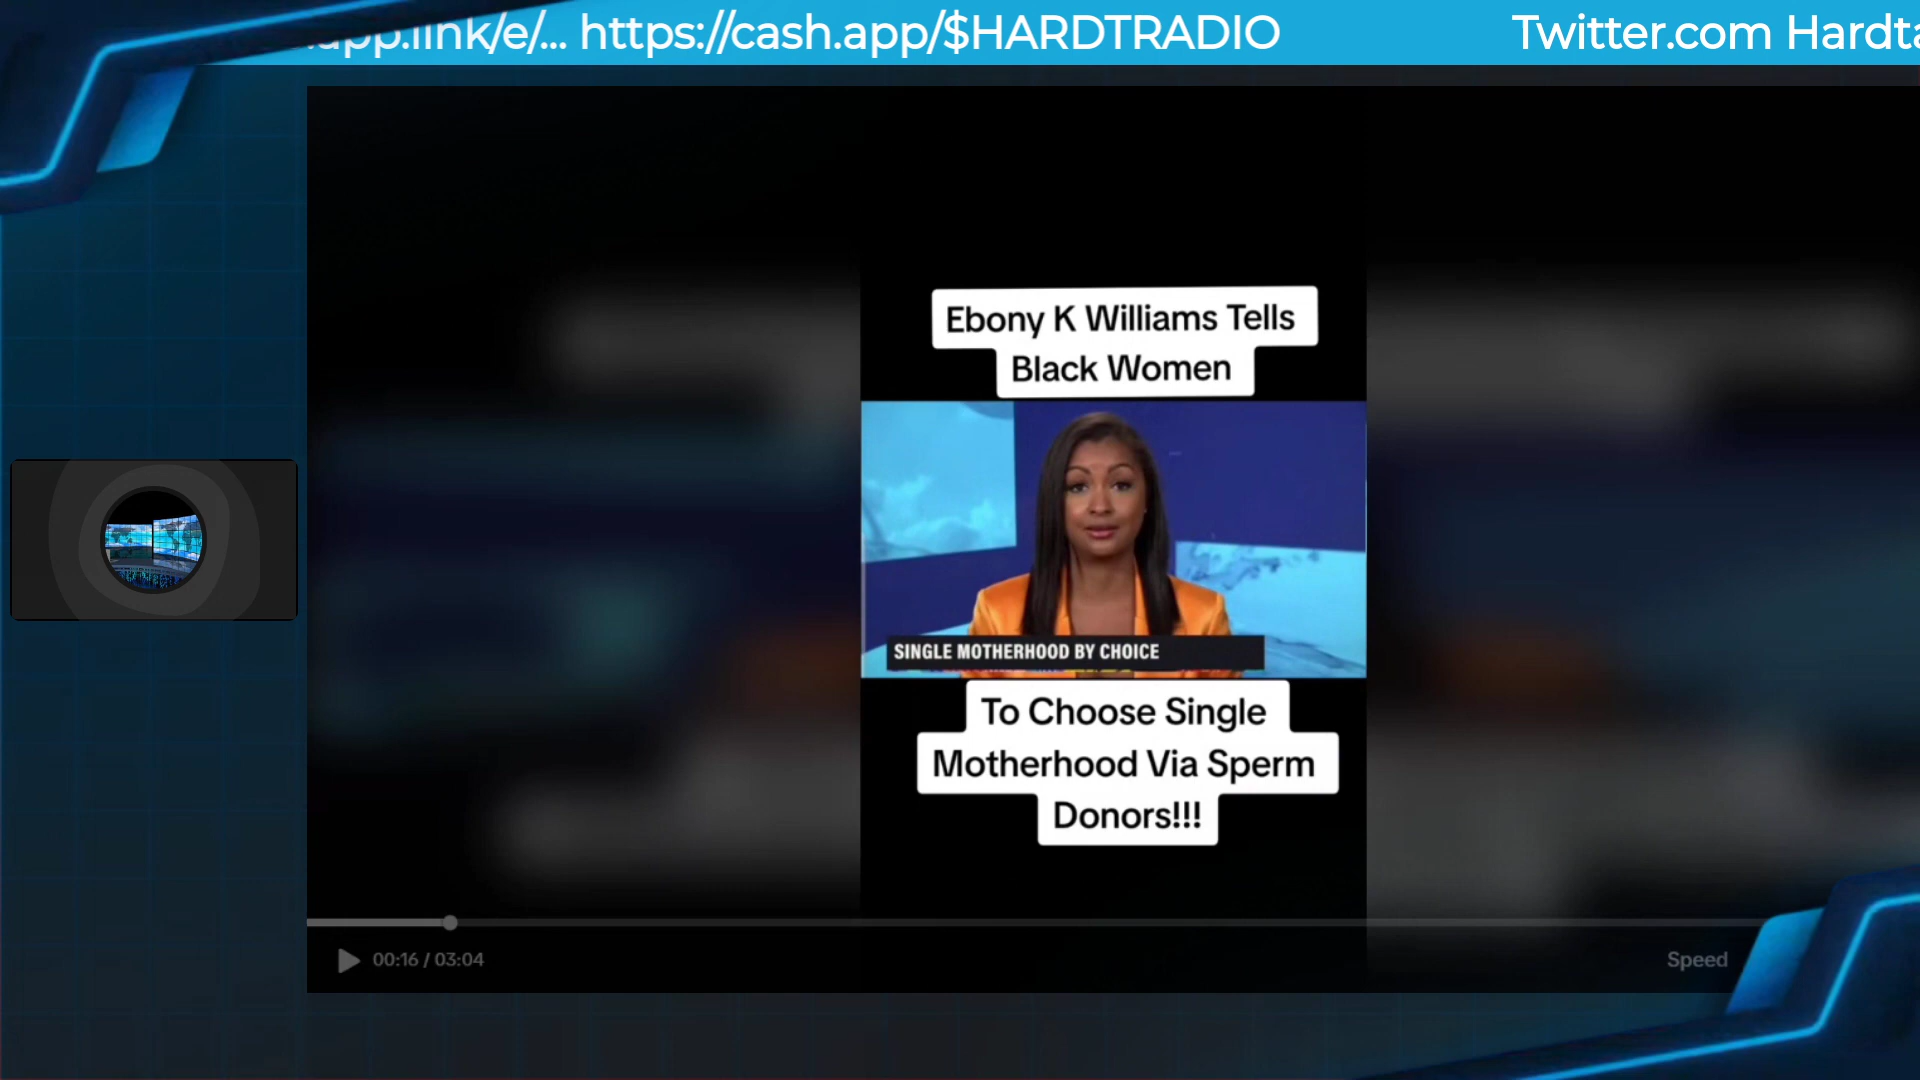 https://cash.app/$HARDTRADIO
Twitter.com
Ebony K Williams Tells
Black Women
SINGLE MOTHERHOOD BY CHOICE
To Choose Single
Motherhood Via Sperm
Donors!!!
00:16 / 03:04
Speed